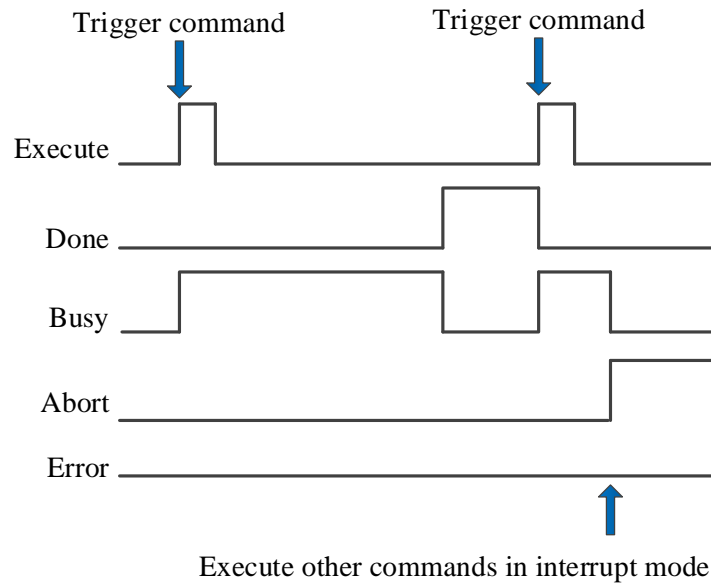 Trigger command Trigger command
Execute
Done
Busy
Abort
Error
Execute other commands in interrupt mode